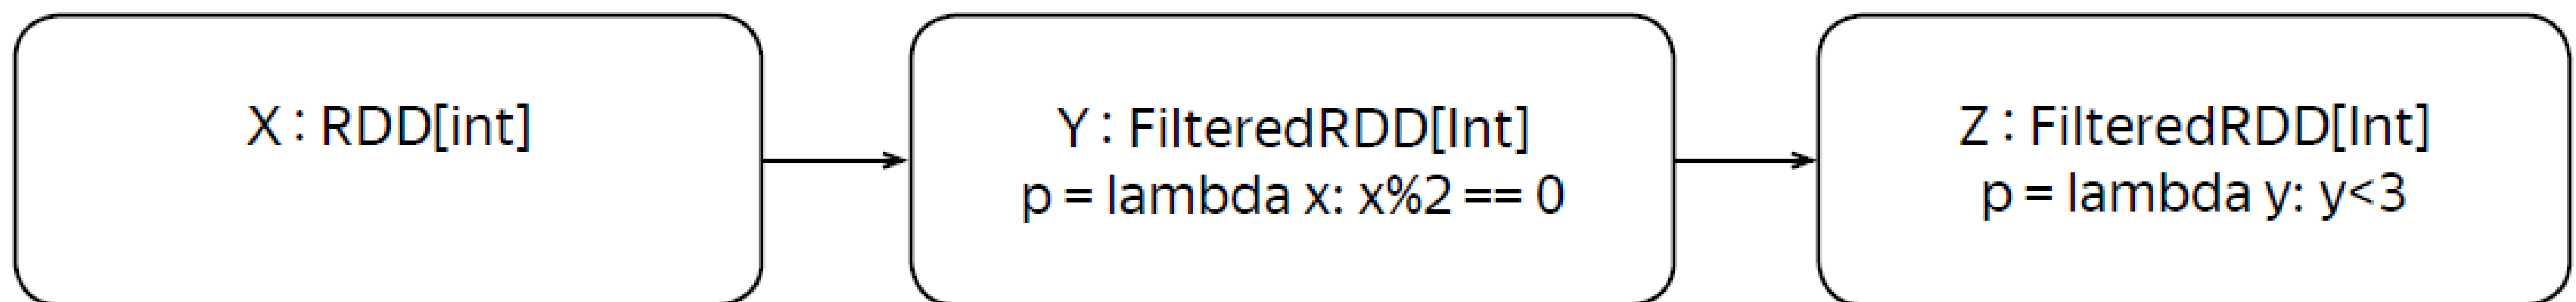 X : RDD[int]
Y : FilteredRDD[Int]
p = lambda x: x%2 == 0
Z : FilteredRDD[Int]
p = lambda y: y<3